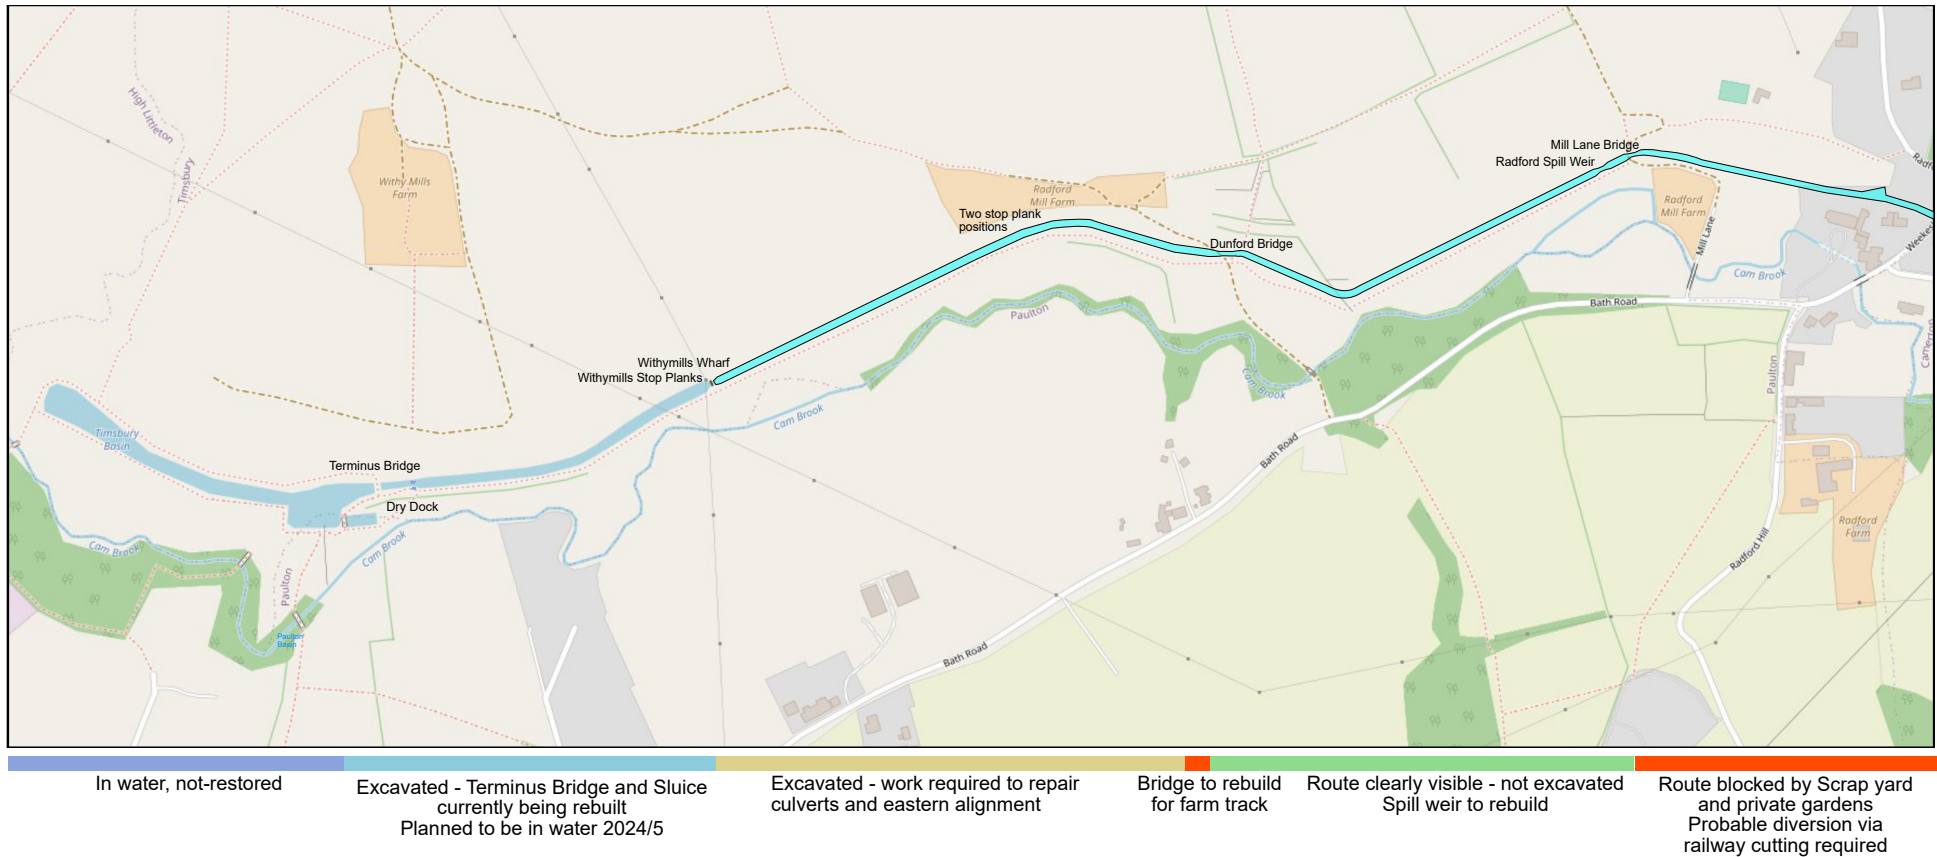 High Littleton
Timsbury
Withy Mills
Farm
Radford
Mill Farm
Two stop plank
positions
Dunford Bridge
Mill Lane Bridge
Radford Spill Weir
Radford
Mill Farm
Mill Lane
Cam Brook
Weekes
Bath Road
Paulton
Withymills Wharf
Withymills Stop Planks
Cam Brook
Cam Brook
Paulton
Camerton
Timsbury
Basin
Terminus Bridge
Dry Dock
Cam Brook
Cam Brook
Paulton
Paulton
Basin
Bath Road
Bath Road
Radford Hill
Radford
Farm
In water, not-restored
Excavated - Terminus Bridge and Sluice
currently being rebuilt
Planned to be in water 2024/5
Excavated - work required to repair
culverts and eastern alignment
Bridge to rebuild
for farm track
Route clearly visible - not excavated
Spill weir to rebuild
Route blocked by Scrap yard
and private gardens
Probable diversion via
railway cutting required